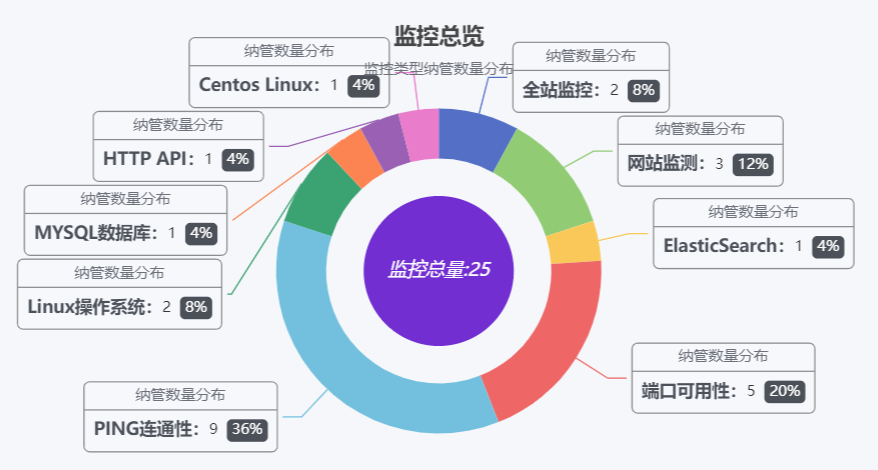 监控总览
监控类型纳管数量分布
纳管数量分布
Centos Linux： 1 4%
纳管数量分布
全站监控： 2 8%
纳管数量分布
HTTP API： 1 4%
纳管数量分布
网站监测： 3 12%
纳管数量分布
MYSQL数据库： 1 4%
纳管数量分布
ElasticSearch： 1 4%
纳管数量分布
Linux操作系统： 2 8%
监控总量:25
纳管数量分布
端口可用性： 5 20%
纳管数量分布
PING连通性： 9 36%